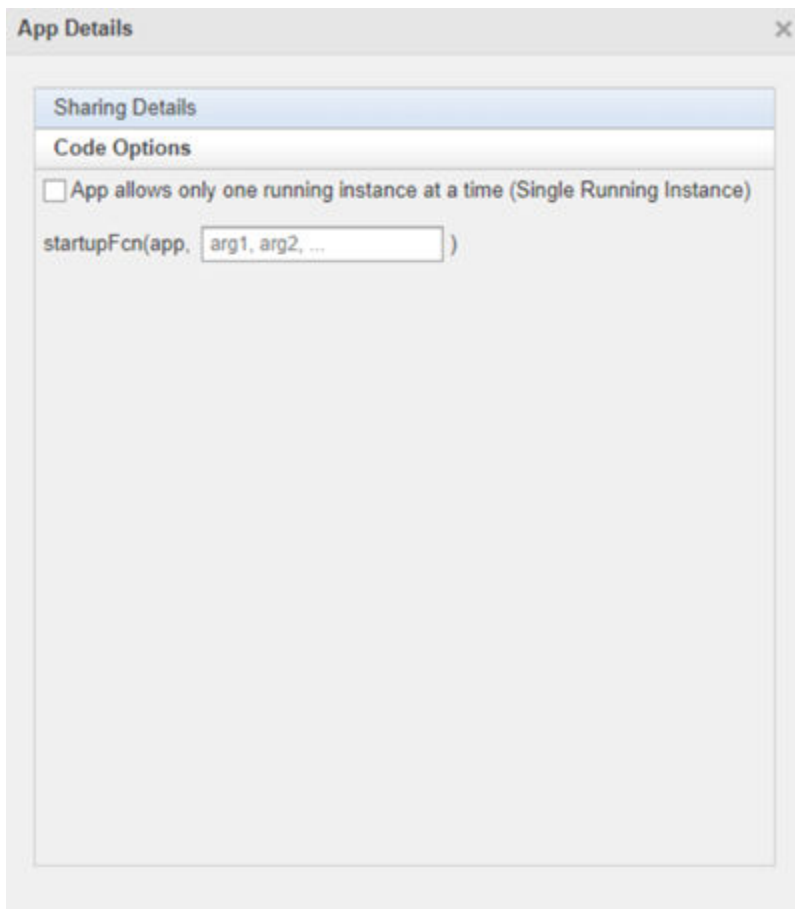 App Details
Sharing Details
Code Options
App allows only one running instance at a time (Single Running Instance)
startupFcn(app, arg1, arg2, ... )